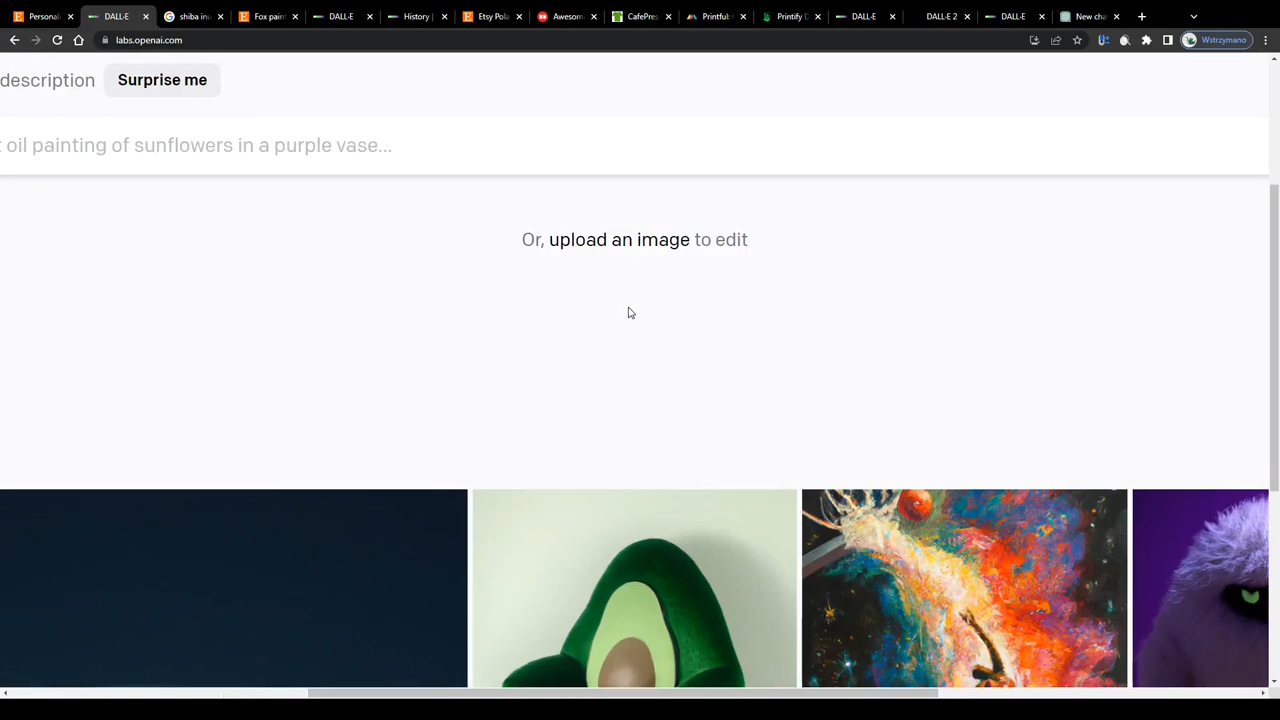 Personali
DALL·E
shiba inu
Fox paint
DALL·E
History |
Etsy Pola
Awesom
CafePres
Printful: C
Printify D
DALL·E
DALL·E 2
DALL·E
New cha
labs.openai.com
Wstrzymano
description
Surprise me
oil painting of sunflowers in a purple vase...
Or, upload an image to edit